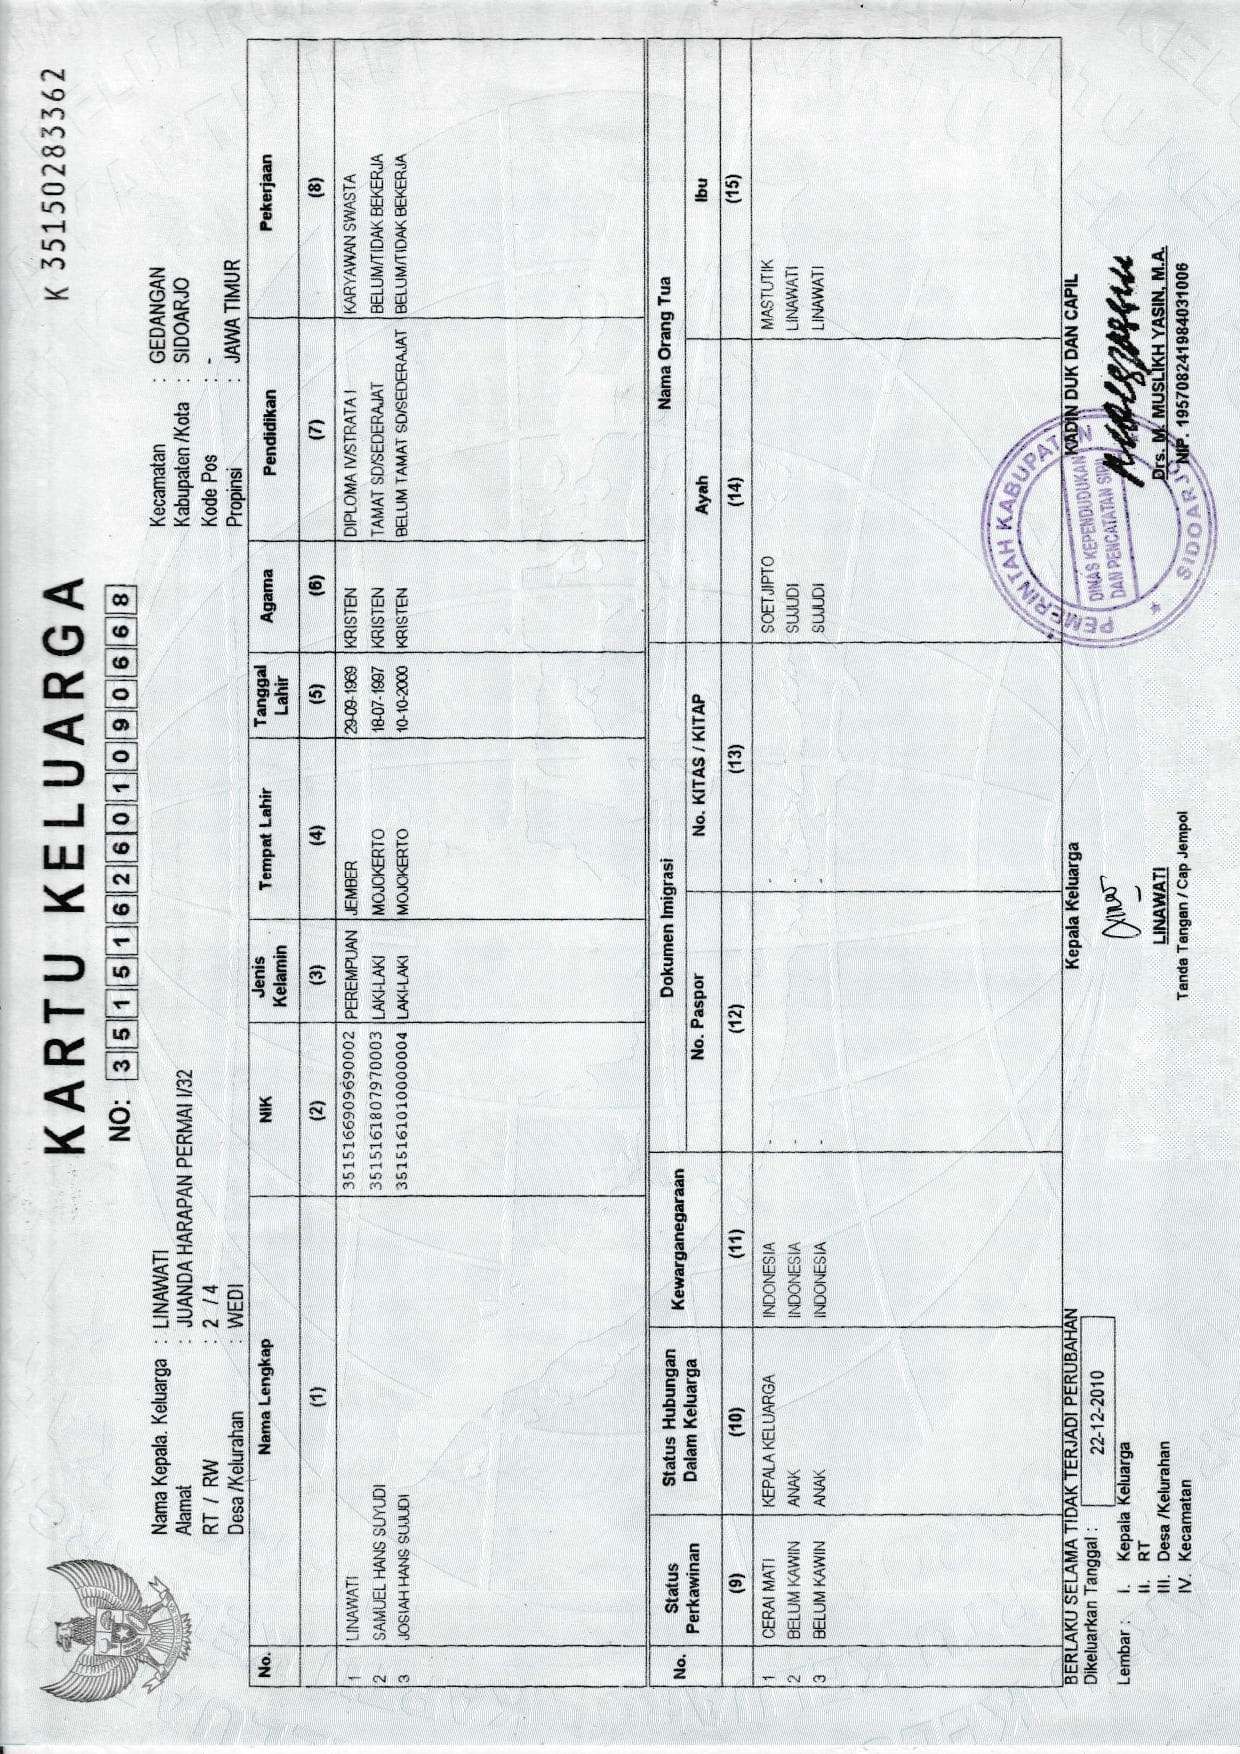 KARTU KELUARGA
K 35150283362
NO: 3515162601090668
Nama Kepala. Keluarga : LINAWATI
Alamat : JUANDA HARAPAN PERMAI I/32
RT / RW : 2 / 4
Desa /Kelurahan : WEDI
Kecamatan : GEDANGAN
Kabupaten /Kota : SIDOARJO
Kode Pos : -
Propinsi : JAWA TIMUR
No. Nama Lengkap NIK Jenis Kelamin Tempat Lahir Tanggal Lahir Agama Pendidikan Pekerjaan
(1) (2) (3) (4) (5) (6) (7) (8)
1 LINAWATI 3515166909690002 PEREMPUAN JEMBER 29-09-1969 KRISTEN DIPLOMA IV/STRATA I KARYAWAN SWASTA
2 SAMUEL HANS SUYUDI 3515161807970003 LAKI-LAKI MOJOKERTO 18-07-1997 KRISTEN TAMAT SD/SEDERAJAT BELUM/TIDAK BEKERJA
3 JOSIAH HANS SUJUDI 3515161010000004 LAKI-LAKI MOJOKERTO 10-10-2000 KRISTEN BELUM TAMAT SD/SEDERAJAT BELUM/TIDAK BEKERJA
No. Status Perkawinan Status Hubungan Dalam Keluarga Kewarganegaraan Dokumen Imigrasi Nama Orang Tua
No. Paspor No. KITAS / KITAP Ayah Ibu
(9) (10) (11) (12) (13) (14) (15)
1 CERAI MATI KEPALA KELUARGA INDONESIA - - SOETJIPTO MASTUTIK
2 BELUM KAWIN ANAK INDONESIA - - SUJUDI LINAWATI
3 BELUM KAWIN ANAK INDONESIA - - SUJUDI LINAWATI
BERLAKU SELAMA TIDAK TERJADI PERUBAHAN
Dikeluarkan Tanggal : 22-12-2010
Lembar : I. Kepala Keluarga
II. RT
III. Desa /Kelurahan
IV. Kecamatan
Kepala Keluarga
LINAWATI
Tanda Tangan / Cap Jempol
PEMERINTAH KABUPATEN
DINAS KEPENDUDUKAN
DAN PENCATATAN SIPIL
SIDOARJO
KADIN DUK DAN CAPIL
Drs. M. MUSLIKH YASIN, M.A.
NIP. 195708241984031006